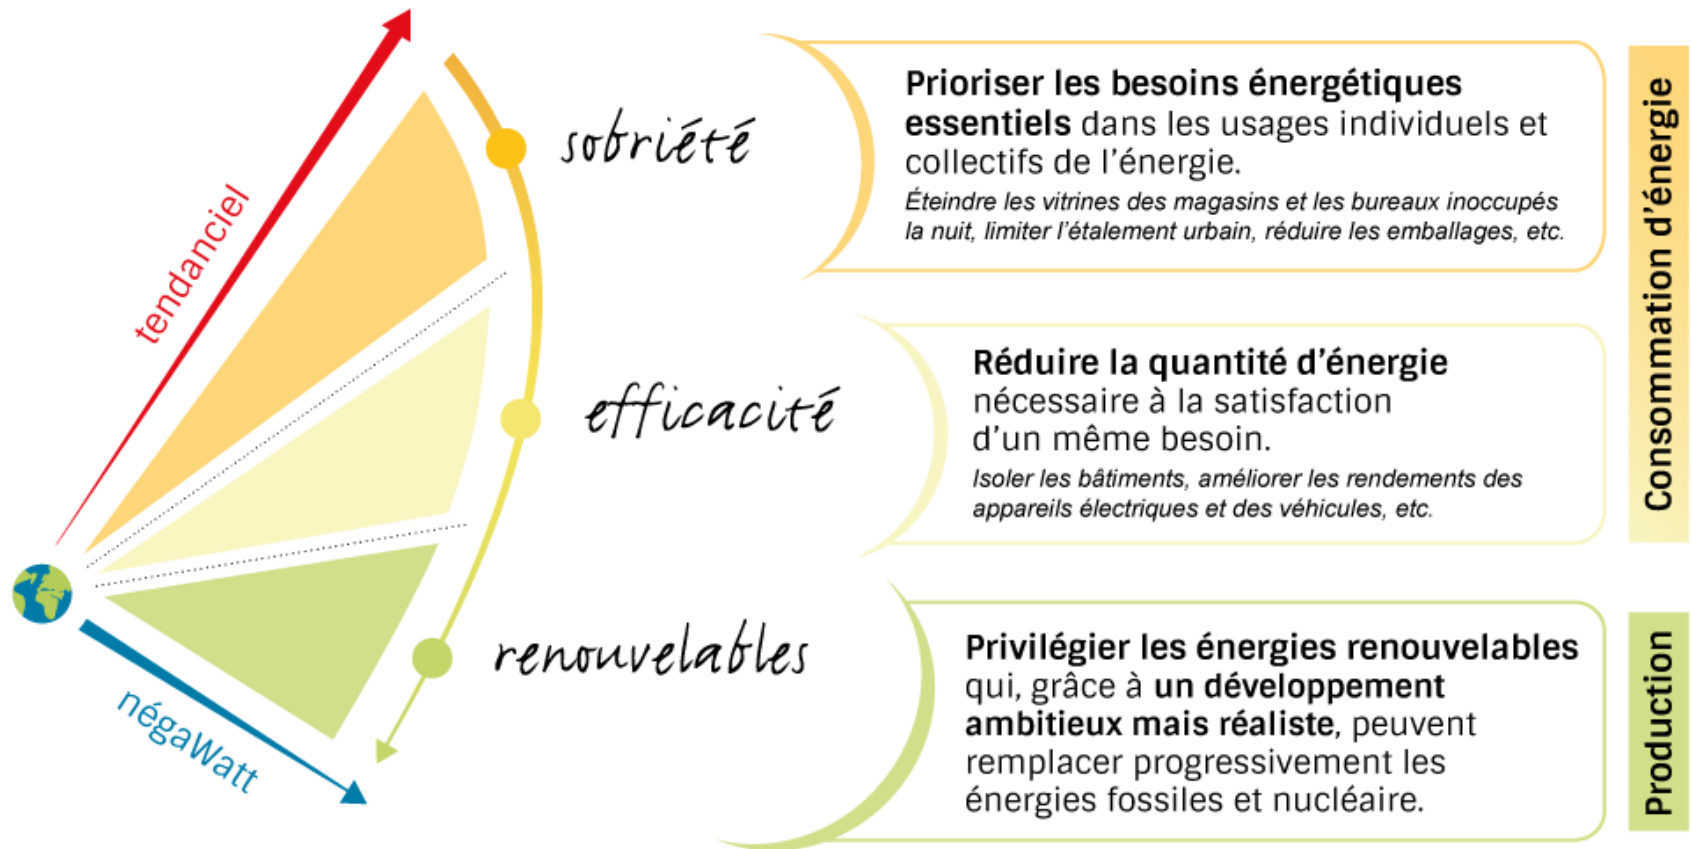 tendanciel
négaWatt
sobriété
Prioriser les besoins énergétiques
essentiels dans les usages individuels et
collectifs de l'énergie.
Éteindre les vitrines des magasins et les bureaux inoccupés
la nuit, limiter l'étalement urbain, réduire les emballages, etc.
efficacité
Réduire la quantité d'énergie
nécessaire à la satisfaction
d'un même besoin.
Isoler les bâtiments, améliorer les rendements des
appareils électriques et des véhicules, etc.
Consommation d'énergie
renouvelables
Privilégier les énergies renouvelables
qui, grâce à un développement
ambitieux mais réaliste, peuvent
remplacer progressivement les
énergies fossiles et nucléaire.
Production